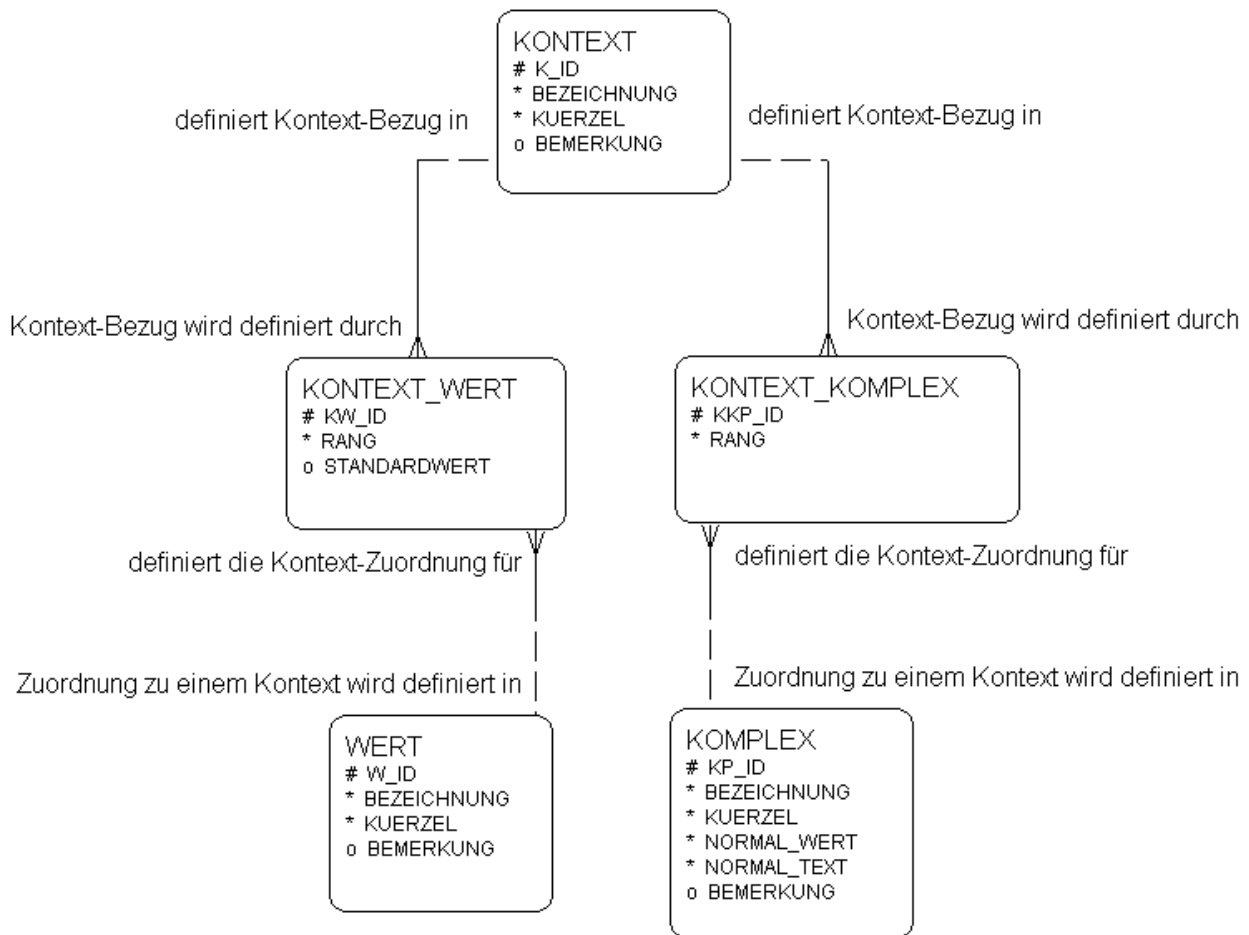 KONTEXT
# K_ID
* BEZEICHNUNG
* KUERZEL
o BEMERKUNG
definiert Kontext-Bezug in
definiert Kontext-Bezug in
Kontext-Bezug wird definiert durch
Kontext-Bezug wird definiert durch
KONTEXT_WERT
# KW_ID
* RANG
o STANDARDWERT
KONTEXT_KOMPLEX
# KKP_ID
* RANG
definiert die Kontext-Zuordnung für
definiert die Kontext-Zuordnung für
Zuordnung zu einem Kontext wird definiert in
Zuordnung zu einem Kontext wird definiert in
WERT
# W_ID
* BEZEICHNUNG
* KUERZEL
o BEMERKUNG
KOMPLEX
# KP_ID
* BEZEICHNUNG
* KUERZEL
* NORMAL_WERT
* NORMAL_TEXT
o BEMERKUNG